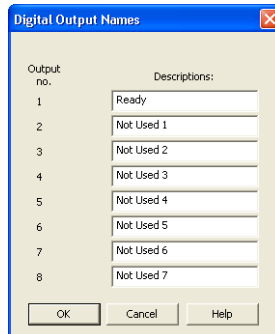 Digital Output Names
Output
no.
Descriptions:
1 Ready
2 Not Used 1
3 Not Used 2
4 Not Used 3
5 Not Used 4
6 Not Used 5
7 Not Used 6
8 Not Used 7
OK Cancel Help